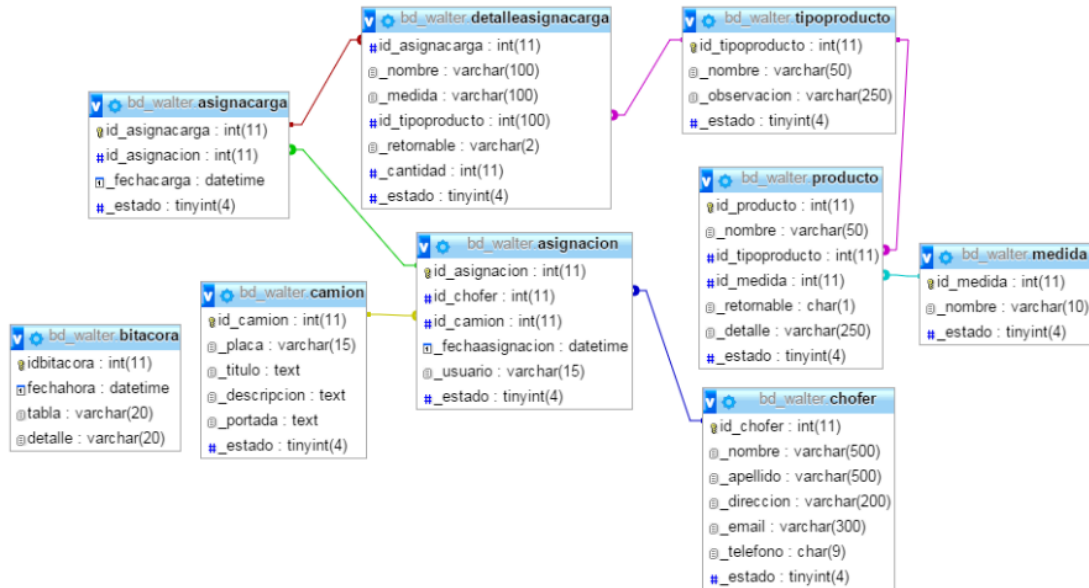 bd_walter.detalleasignacarga
#id_asignacarga : int(11)
_nombre : varchar(100)
_medida : varchar(100)
#id_tipoproducto : int(100)
_retornable : varchar(2)
#_cantidad : int(11)
#_estado : tinyint(4)
bd_walter.tipoproducto
id_tipoproducto : int(11)
_nombre : varchar(50)
_observacion : varchar(250)
#_estado : tinyint(4)
bd_walter.asignacarga
id_asignacarga : int(11)
#id_asignacion : int(11)
_fechacarga : datetime
#_estado : tinyint(4)
bd_walter.producto
id_producto : int(11)
_nombre : varchar(50)
#id_tipoproducto : int(11)
#id_medida : int(11)
_retornable : char(1)
_detalle : varchar(250)
#_estado : tinyint(4)
bd_walter.asignacion
id_asignacion : int(11)
#id_chofer : int(11)
#id_camion : int(11)
_fechaasignacion : datetime
_usuario : varchar(15)
#_estado : tinyint(4)
bd_walter.medida
id_medida : int(11)
_nombre : varchar(10)
#_estado : tinyint(4)
bd_walter.camion
id_camion : int(11)
_placa : varchar(15)
_titulo : text
_descripcion : text
_portada : text
#_estado : tinyint(4)
bd_walter.bitacora
idbitacora : int(11)
fechahora : datetime
tabla : varchar(20)
detalle : varchar(20)
bd_walter.chofer
id_chofer : int(11)
_nombre : varchar(500)
_apellido : varchar(500)
_direccion : varchar(200)
_email : varchar(300)
_telefono : char(9)
#_estado : tinyint(4)